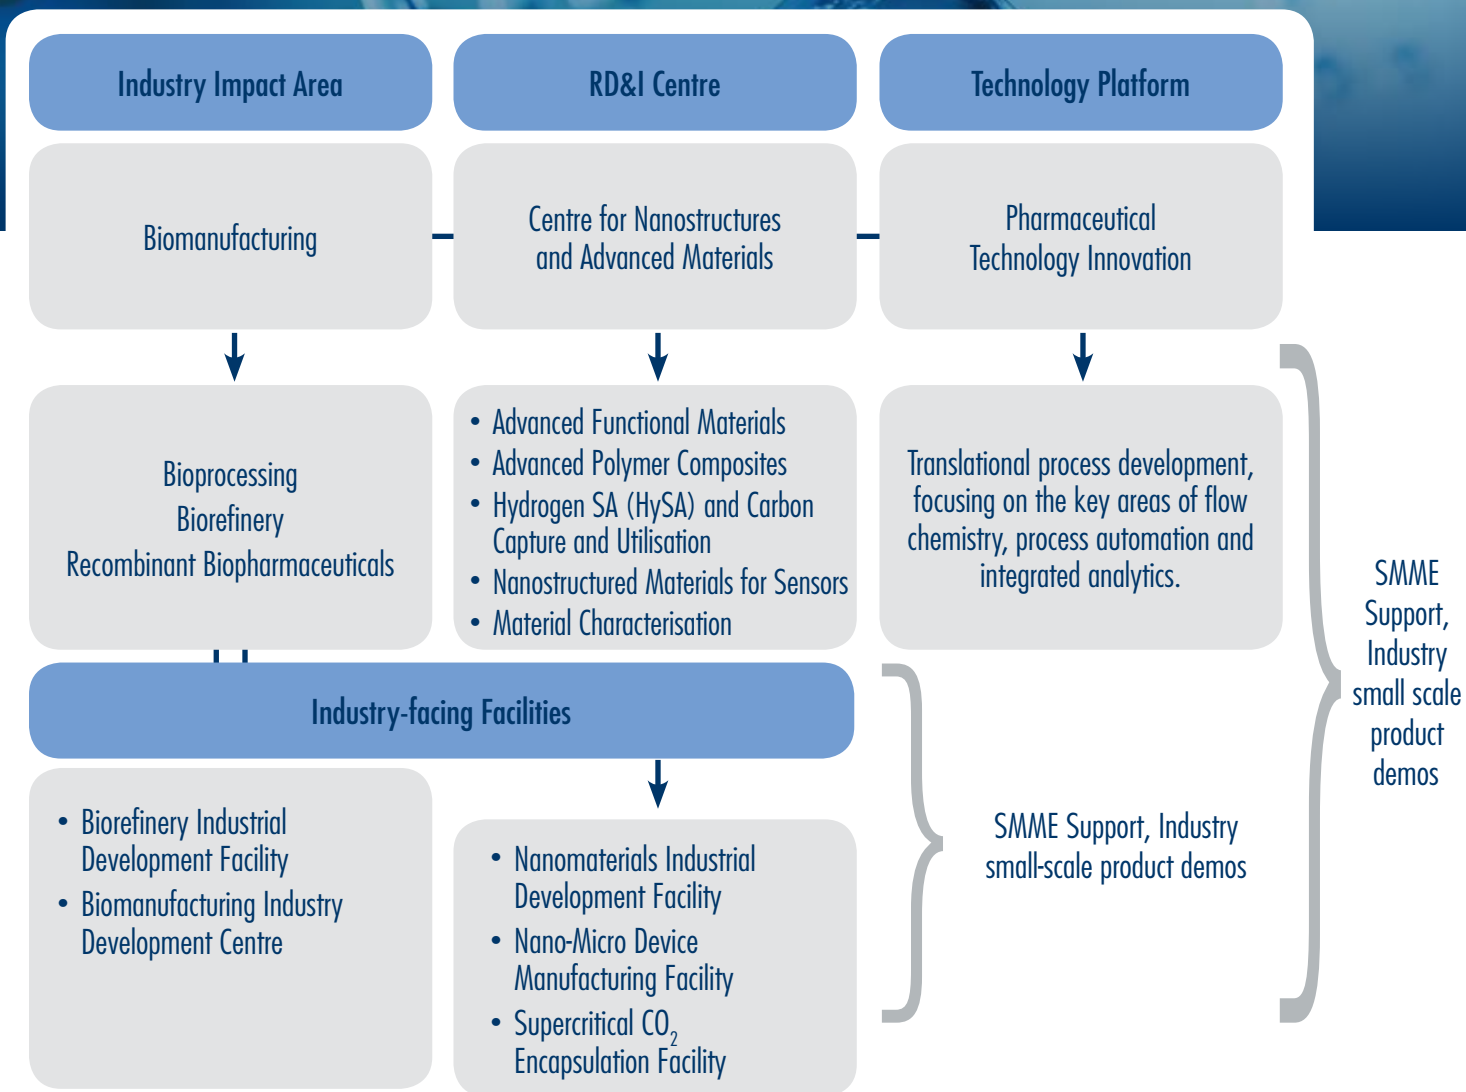 Industry Impact Area
RD&I Centre
Technology Platform
Biomanufacturing
Centre for Nanostructures
and Advanced Materials
Pharmaceutical
Technology Innovation
Bioprocessing
Biorefinery
Recombinant Biopharmaceuticals
• Advanced Functional Materials
• Advanced Polymer Composites
• Hydrogen SA (HySA) and Carbon
Capture and Utilisation
• Nanostructured Materials for Sensors
• Material Characterisation
Translational process development,
focusing on the key areas of flow
chemistry, process automation and
integrated analytics.
SMME
Support,
Industry
small scale
product
demos
Industry-facing Facilities
• Biorefinery Industrial
Development Facility
• Biomanufacturing Industry
Development Centre
• Nanomaterials Industrial
Development Facility
• Nano-Micro Device
Manufacturing Facility
• Supercritical CO₂
Encapsulation Facility
SMME Support, Industry
small-scale product demos